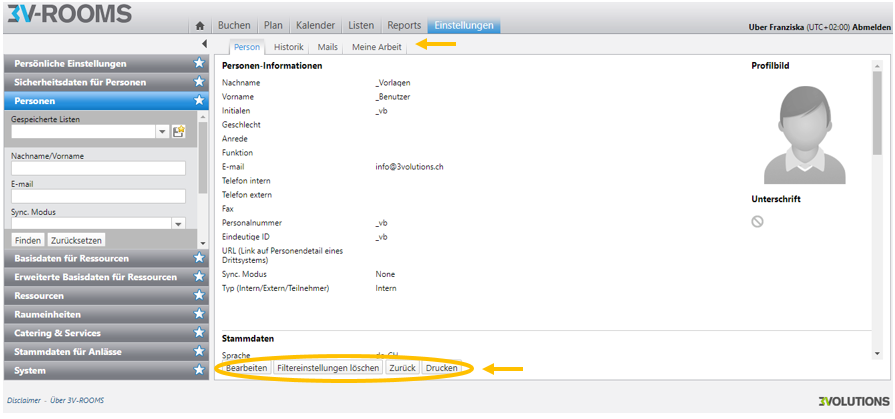 3V-ROOMS
Buchen Plan Kalender Listen Reports Einstellungen
Uber Franziska (UTC+02:00) Abmelden
Person Historik Mails Meine Arbeit
Persönliche Einstellungen
Sicherheitsdaten für Personen
Personen
Gespeicherte Listen
Nachname/Vorname
E-mail
Sync. Modus
Finden Zurücksetzen
Basisdaten für Ressourcen
Erweiterte Basisdaten für Ressourcen
Ressourcen
Raumeinheiten
Catering & Services
Stammdaten für Anlässe
System
Personen-Informationen
Nachname _Vorlagen
Vorname _Benutzer
Initialen _vb
Geschlecht
Anrede
Funktion
E-mail info@3volutions.ch
Telefon intern
Telefon extern
Fax
Personalnummer _vb
Eindeutige ID _vb
URL (Link auf Personendetail eines
Drittsystems)
Sync. Modus None
Typ (Intern/Extern/Teilnehmer) Intern
Profilbild
Unterschrift
Stammdaten
Sprache de-CH
Bearbeiten Filtereinstellungen löschen Zurück Drucken
Disclaimer - Über 3V-ROOMS
3VOLUTIONS